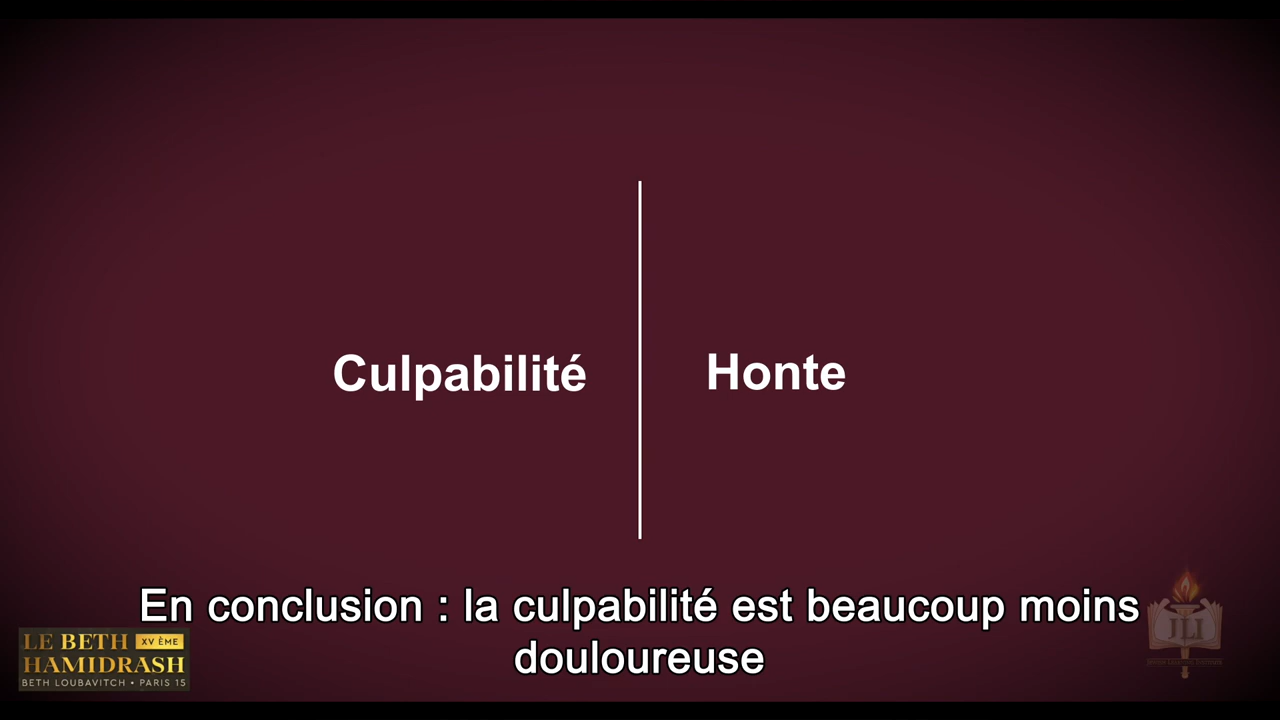 Culpabilité
Honte
En conclusion : la culpabilité est beaucoup moins
douloureuse
LE BETH XV ÈME
HAMIDRASH
BETH LOUBAVITCH • PARIS 15
JLI